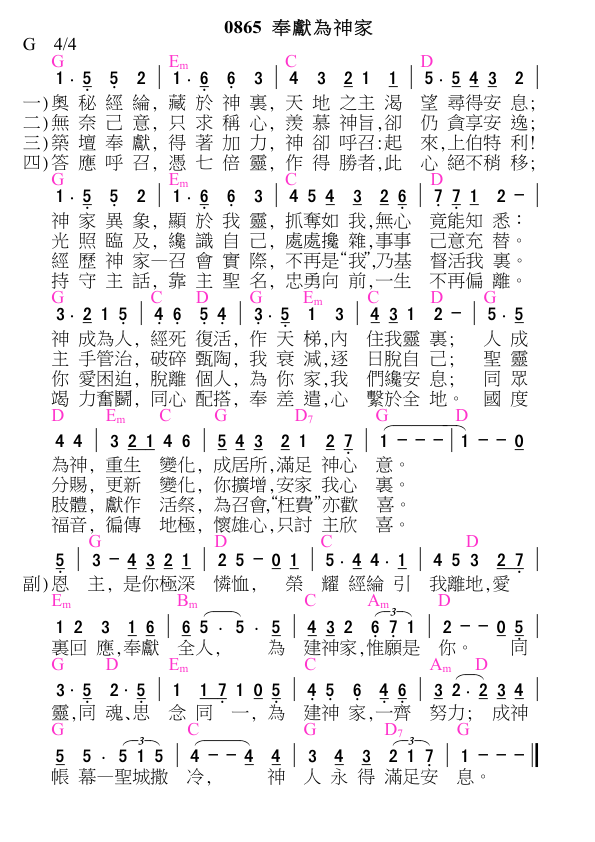 0865 奉獻為神家
G 4/4
G Em C D
1 · 5 5 2 | 1 · 6 6 3 | 4 3 2 1 1 | 5 · 5 4 3 2 |
一)奧 秘 經 綸, 藏 於 神 裏, 天 地 之主 渴 望 尋得安 息;
二)無 奈 己 意, 只 求 稱 心, 羨 慕 神旨,卻 仍 貪享安 逸;
三)築 壇 奉 獻, 得 著 加 力, 神 卻 呼召:起 來,上伯特 利!
四)答 應 呼 召, 憑 七 倍 靈, 作 得 勝者,此 心 絕不稍 移;
G Em C D
1 · 5 5 2 | 1 · 6 6 3 | 4 5 4 3 2 6 | 7 7 1 2 − |
神 家 異 象, 顯 於 我 靈, 抓奪如 我,無心 竟能知 悉:
光 照 臨 及, 纔 識 自 己, 處處攙 雜,事事 己意充 替。
經 歷 神 家─召 會 實 際, 不再是“我”,乃基 督活我 裏。
持 守 主 話, 靠 主 聖 名, 忠勇向 前,一生 不再偏 離。
G C D G Em C D G
3 · 2 1 5 | 4 6 5 4 | 3 · 5 1 3 | 4 3 1 2 − | 5 · 5
神 成為人, 經死 復活, 作 天 梯,內 住我靈 裏; 人 成
主 手管治, 破碎 甄陶, 我 衰 減,逐 日脫自 己; 聖 靈
你 愛困迫, 脫離 個人, 為 你 家,我 們纔安 息; 同 眾
竭 力奮鬪, 同心 配搭, 奉 差 遣,心 繫於全 地。 國 度
D Em C G D7 G D
4 4 | 3 2 1 4 6 | 5 4 3 2 1 2 7 | 1 − − − | 1 − − 0
為神, 重生 變化, 成居所,滿足 神心 意。
分賜, 更新 變化, 你擴增,安家 我心 裏。
肢體, 獻作 活祭, 為召會,“枉費”亦歡 喜。
福音, 徧傳 地極, 懷雄心,只討 主欣 喜。
G D C D
5 | 3 − 4 3 2 1 | 2 5 − 0 1 | 5 · 4 4 · 1 | 4 5 3 2 7 |
副)恩 主, 是你極深 憐恤, 榮 耀 經綸 引 我離地,愛
Em Bm C Am D
1 2 3 1 6 | 6 5 · 5 · 5 | 4 3 2 6 7 1 | 2 − − 0 5 |
裏回 應,奉獻 全人, 為 建神家,惟願是 你。 同
G D Em C Am D
3 · 5 2 · 5 | 1 1 7 1 0 5 | 4 5 6 4 6 | 3 2 · 2 3 4 |
靈,同 魂、思 念 同 一, 為 建神 家,一齊 努力; 成神
G C G D7 G
5 5 · 5 1 5 | 4 − − 4 4 | 3 4 3 2 1 7 | 1 − − − ‖
帳 幕─聖城撒 冷, 神 人 永 得 滿足安 息。